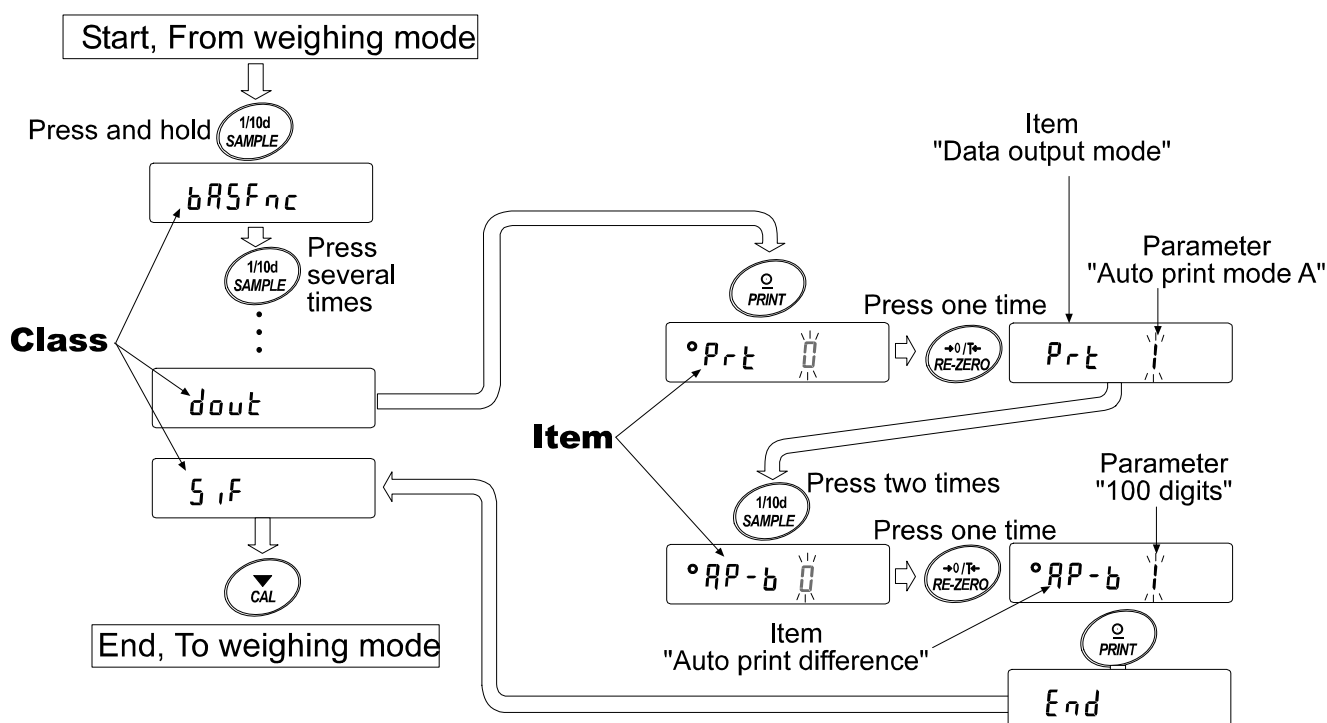 Start, From weighing mode
Press and hold
1/10d
SAMPLE
bASFnc
1/10d
SAMPLE
Press
several
times
Class
dout
SiF
CAL
End, To weighing mode
PRINT
°Prt 0
Press one time
→0/T←
RE-ZERO
Item
"Data output mode"
Parameter
"Auto print mode A"
Prt 1
Item
1/10d
SAMPLE
Press two times
°AP-b 0
Press one time
→0/T←
RE-ZERO
Parameter
"100 digits"
°AP-b 1
Item
"Auto print difference"
PRINT
End